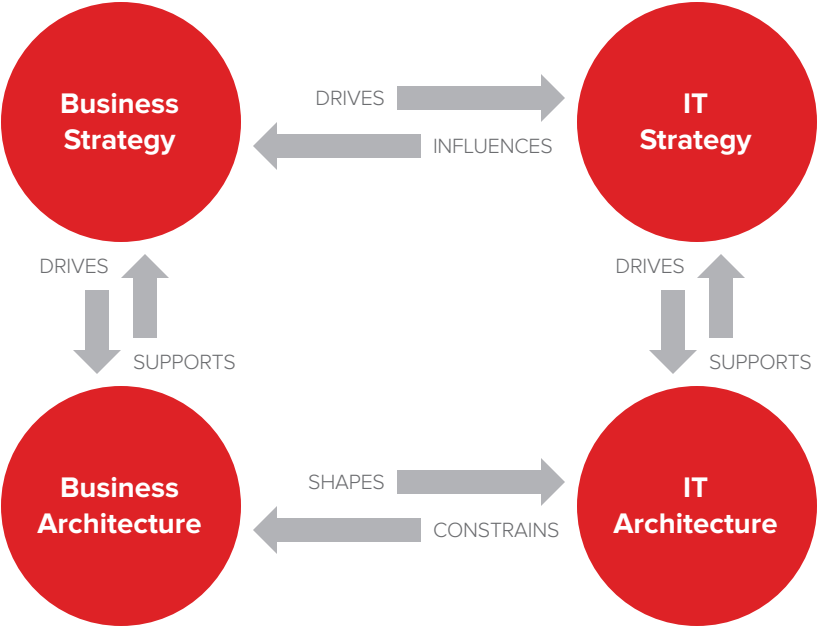 Business
Strategy
DRIVES
INFLUENCES
IT
Strategy
DRIVES
SUPPORTS
DRIVES
SUPPORTS
Business
Architecture
SHAPES
CONSTRAINS
IT
Architecture